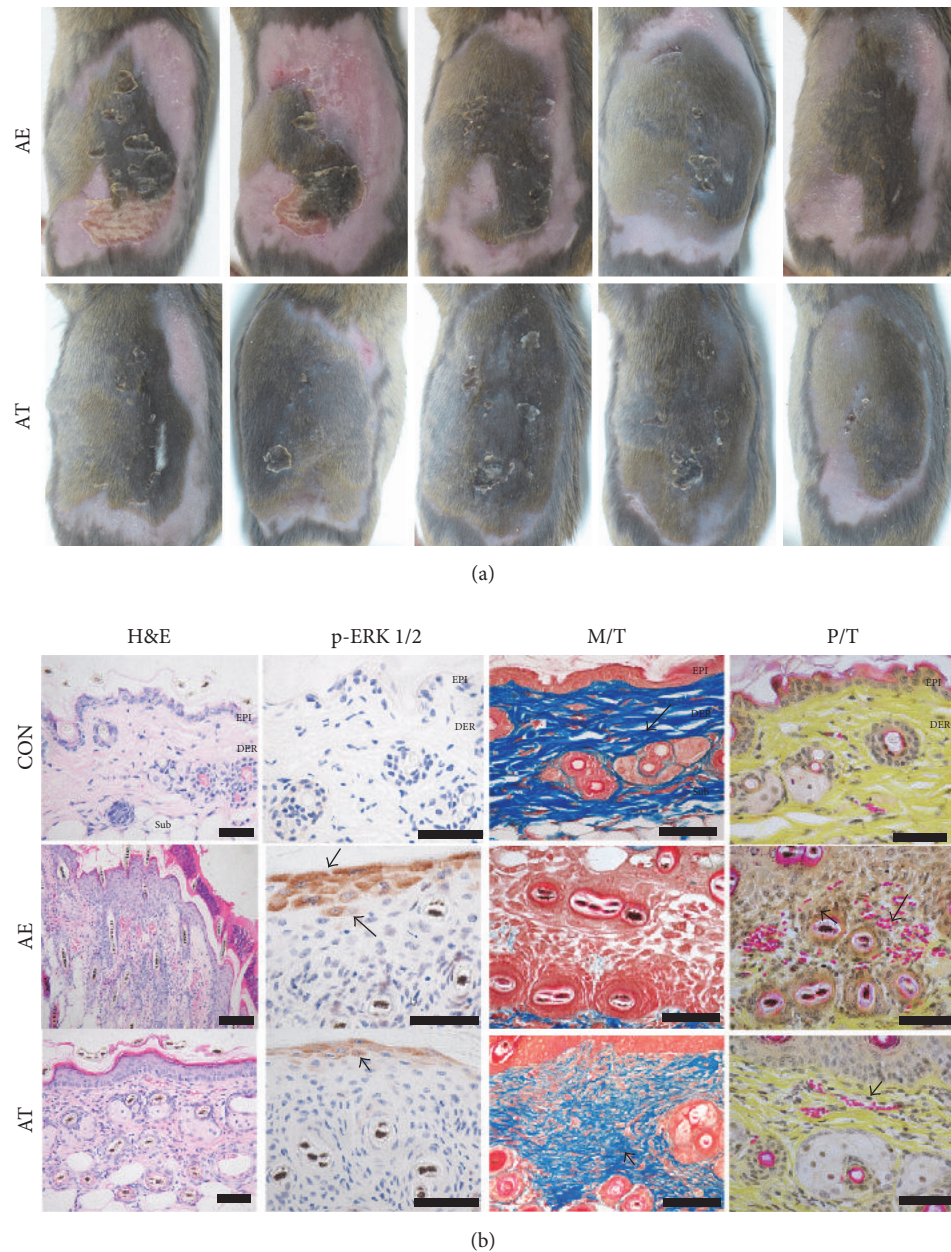 AE
AT
(a)
H&E p-ERK 1/2 M/T P/T
CON
EPI
DER
Sub
EPI
DER
EPI
DER
Sub
EPI
DER
AE
AT
(b)